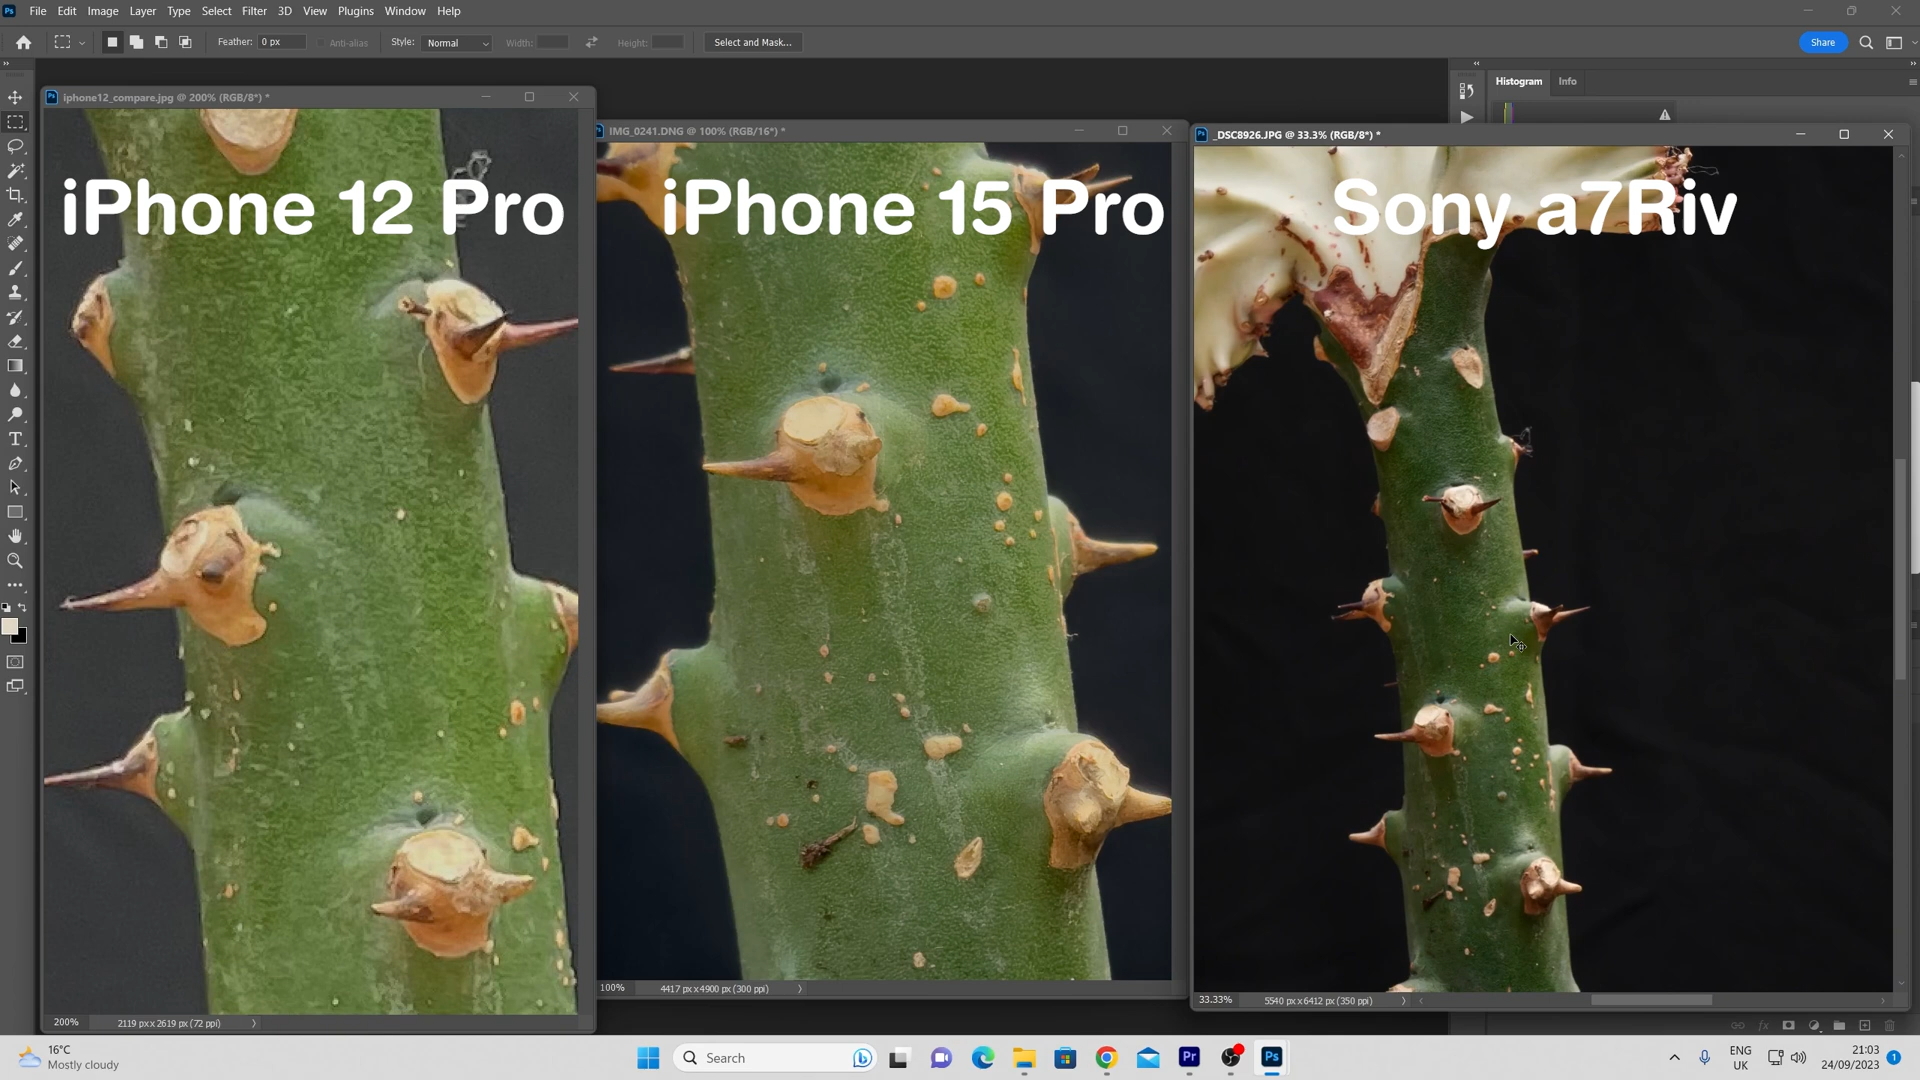 Ps File Edit Image Layer Type Select Filter 3D View Plugins Window Help
Feather: 0 px Anti-alias Style: Normal Width: Height: Select and Mask... Share
Histogram Info
iphone12_compare.jpg @ 200% (RGB/8*) *
IMG_0241.DNG @ 100% (RGB/16*) *
_DSC8926.JPG @ 33.3% (RGB/8*) *
iPhone 12 Pro
iPhone 15 Pro
Sony a7Riv
100% 4417 px x 4900 px (300 ppi)
33.33% 5540 px x 6412 px (350 ppi)
200% 2119 px x 2619 px (72 ppi)
fx
16°C
Mostly cloudy
Search
Pr
Ps
ENG
UK
21:03
24/09/2023
1